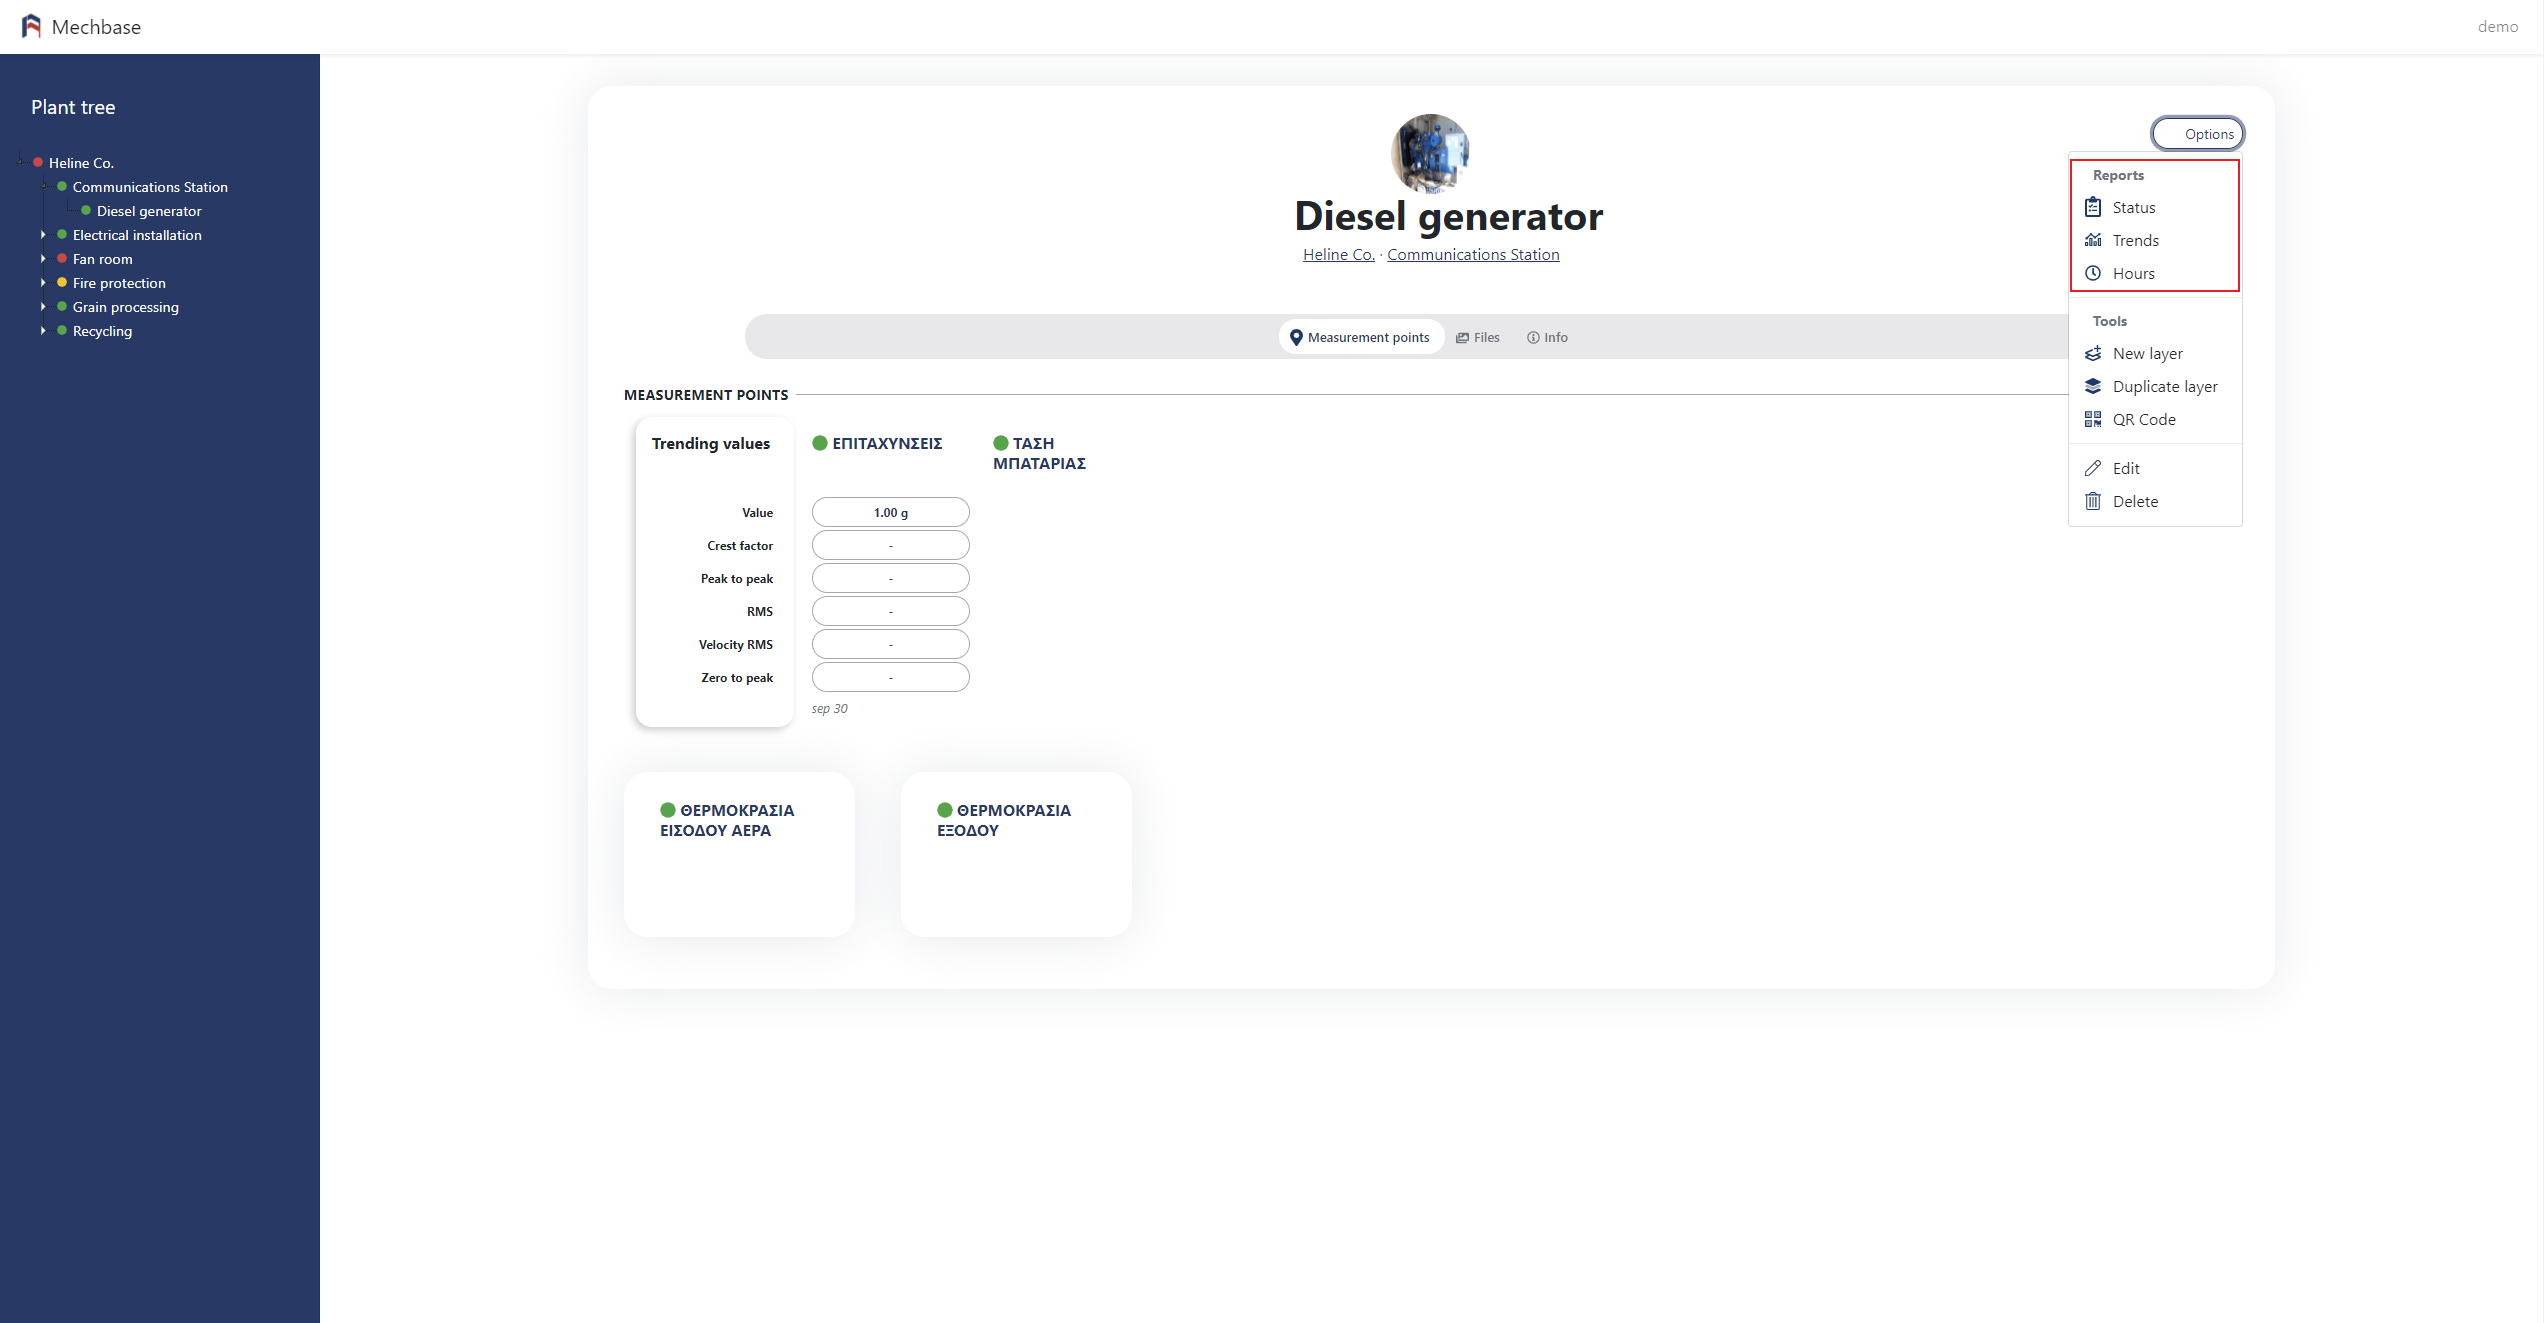 Mechbase
demo
Plant tree
Heline Co.
Communications Station
Diesel generator
Electrical installation
Fan room
Fire protection
Grain processing
Recycling
Diesel generator
Heline Co. · Communications Station
Options
Reports
Status
Trends
Hours
Tools
New layer
Duplicate layer
QR Code
Edit
Delete
Measurement points Files Info
MEASUREMENT POINTS
Trending values
ΕΠΙΤΑΧΥΝΣΕΙΣ
ΤΑΣΗ
ΜΠΑΤΑΡΙΑΣ
Value 1.00 g
Crest factor -
Peak to peak -
RMS -
Velocity RMS -
Zero to peak -
sep 30
ΘΕΡΜΟΚΡΑΣΙΑ
ΕΙΣΟΔΟΥ ΑΕΡΑ
ΘΕΡΜΟΚΡΑΣΙΑ
ΕΞΟΔΟΥ